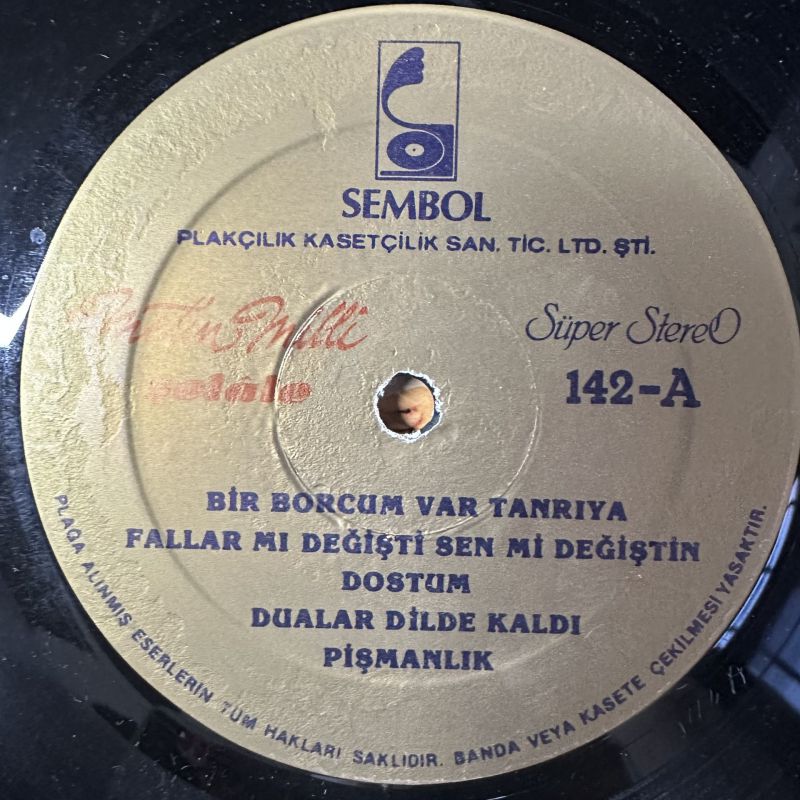 SEMBOL
PLAKÇILIK KASETÇİLİK SAN. TİC. LTD. ŞTİ.
Süper StereO
142-A
BİR BORCUM VAR TANRIYA
FALLAR MI DEĞİŞTİ SEN Mİ DEĞİŞTİN
DOSTUM
DUALAR DİLDE KALDI
PİŞMANLIK
PLAĞA ALINMIŞ ESERLERİN TÜM HAKLARI SAKLIDIR. BANDA VEYA KASETE ÇEKİLMESİ YASAKTIR.